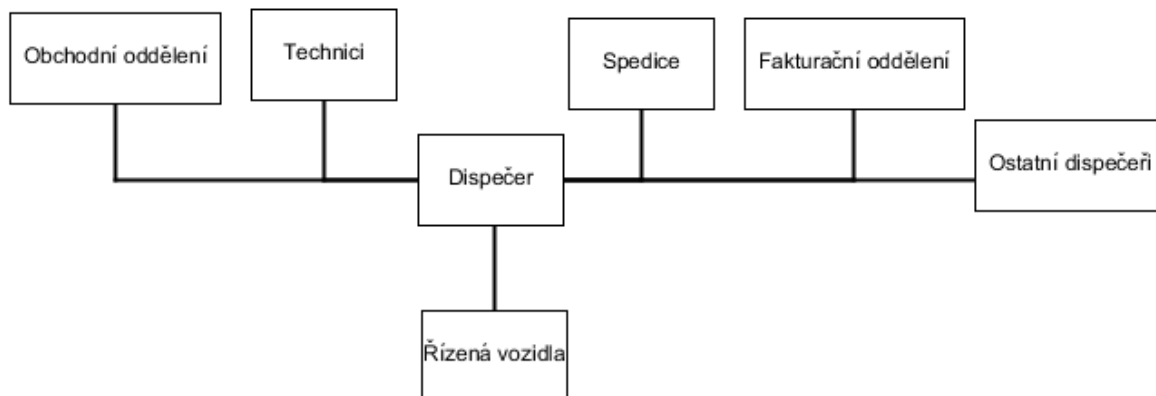 Obchodní oddělení
Technici
Spedice
Fakturační oddělení
Dispečer
Ostatní dispečeři
Řízená vozidla